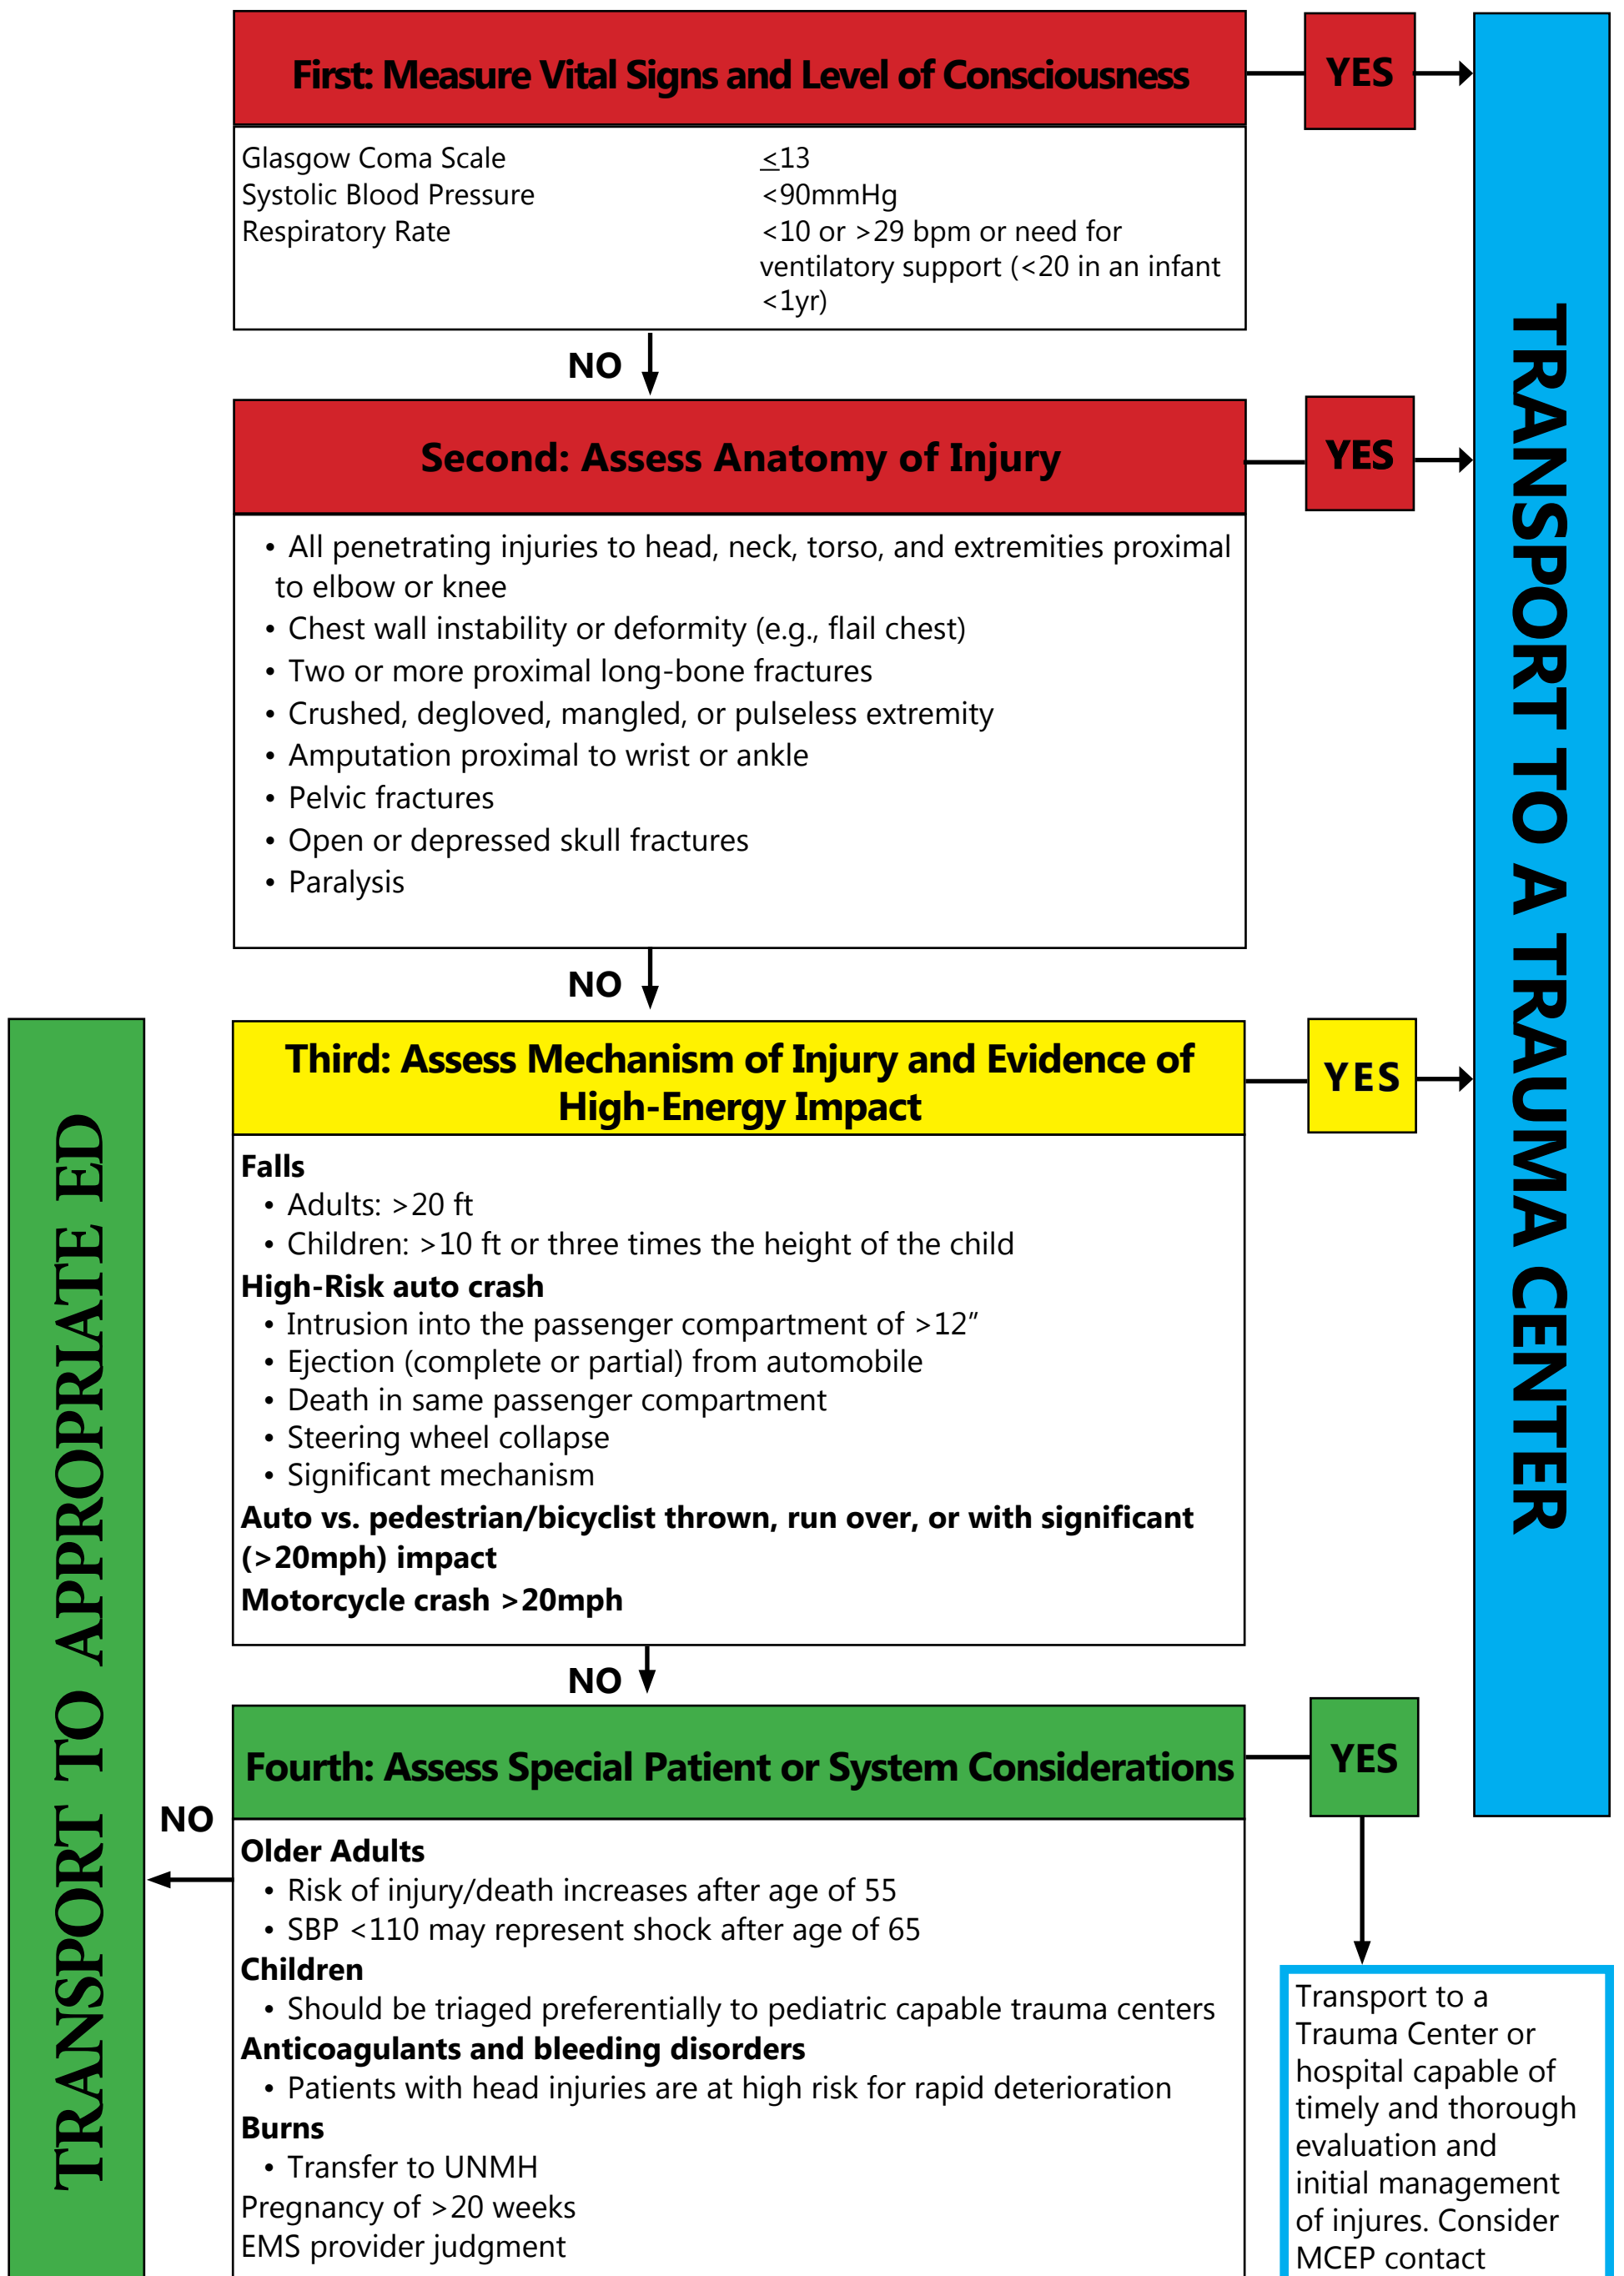 First: Measure Vital Signs and Level of Consciousness
YES
Glasgow Coma Scale ≤13
Systolic Blood Pressure <90mmHg
Respiratory Rate <10 or >29 bpm or need for
ventilatory support (<20 in an infant
<1yr)
NO
Second: Assess Anatomy of Injury
YES
• All penetrating injuries to head, neck, torso, and extremities proximal
to elbow or knee
• Chest wall instability or deformity (e.g., flail chest)
• Two or more proximal long-bone fractures
• Crushed, degloved, mangled, or pulseless extremity
• Amputation proximal to wrist or ankle
• Pelvic fractures
• Open or depressed skull fractures
• Paralysis
NO
Third: Assess Mechanism of Injury and Evidence of
High-Energy Impact
YES
Falls
• Adults: >20 ft
• Children: >10 ft or three times the height of the child
High-Risk auto crash
• Intrusion into the passenger compartment of >12”
• Ejection (complete or partial) from automobile
• Death in same passenger compartment
• Steering wheel collapse
• Significant mechanism
Auto vs. pedestrian/bicyclist thrown, run over, or with significant
(>20mph) impact
Motorcycle crash >20mph
NO
Fourth: Assess Special Patient or System Considerations
YES
NO
Older Adults
• Risk of injury/death increases after age of 55
• SBP <110 may represent shock after age of 65
Children
• Should be triaged preferentially to pediatric capable trauma centers
Anticoagulants and bleeding disorders
• Patients with head injuries are at high risk for rapid deterioration
Burns
• Transfer to UNMH
Pregnancy of >20 weeks
EMS provider judgment
Transport to a
Trauma Center or
hospital capable of
timely and thorough
evaluation and
initial management
of injures. Consider
MCEP contact
TRANSPORT TO A TRAUMA CENTER
TRANSPORT TO APPROPRIATE ED